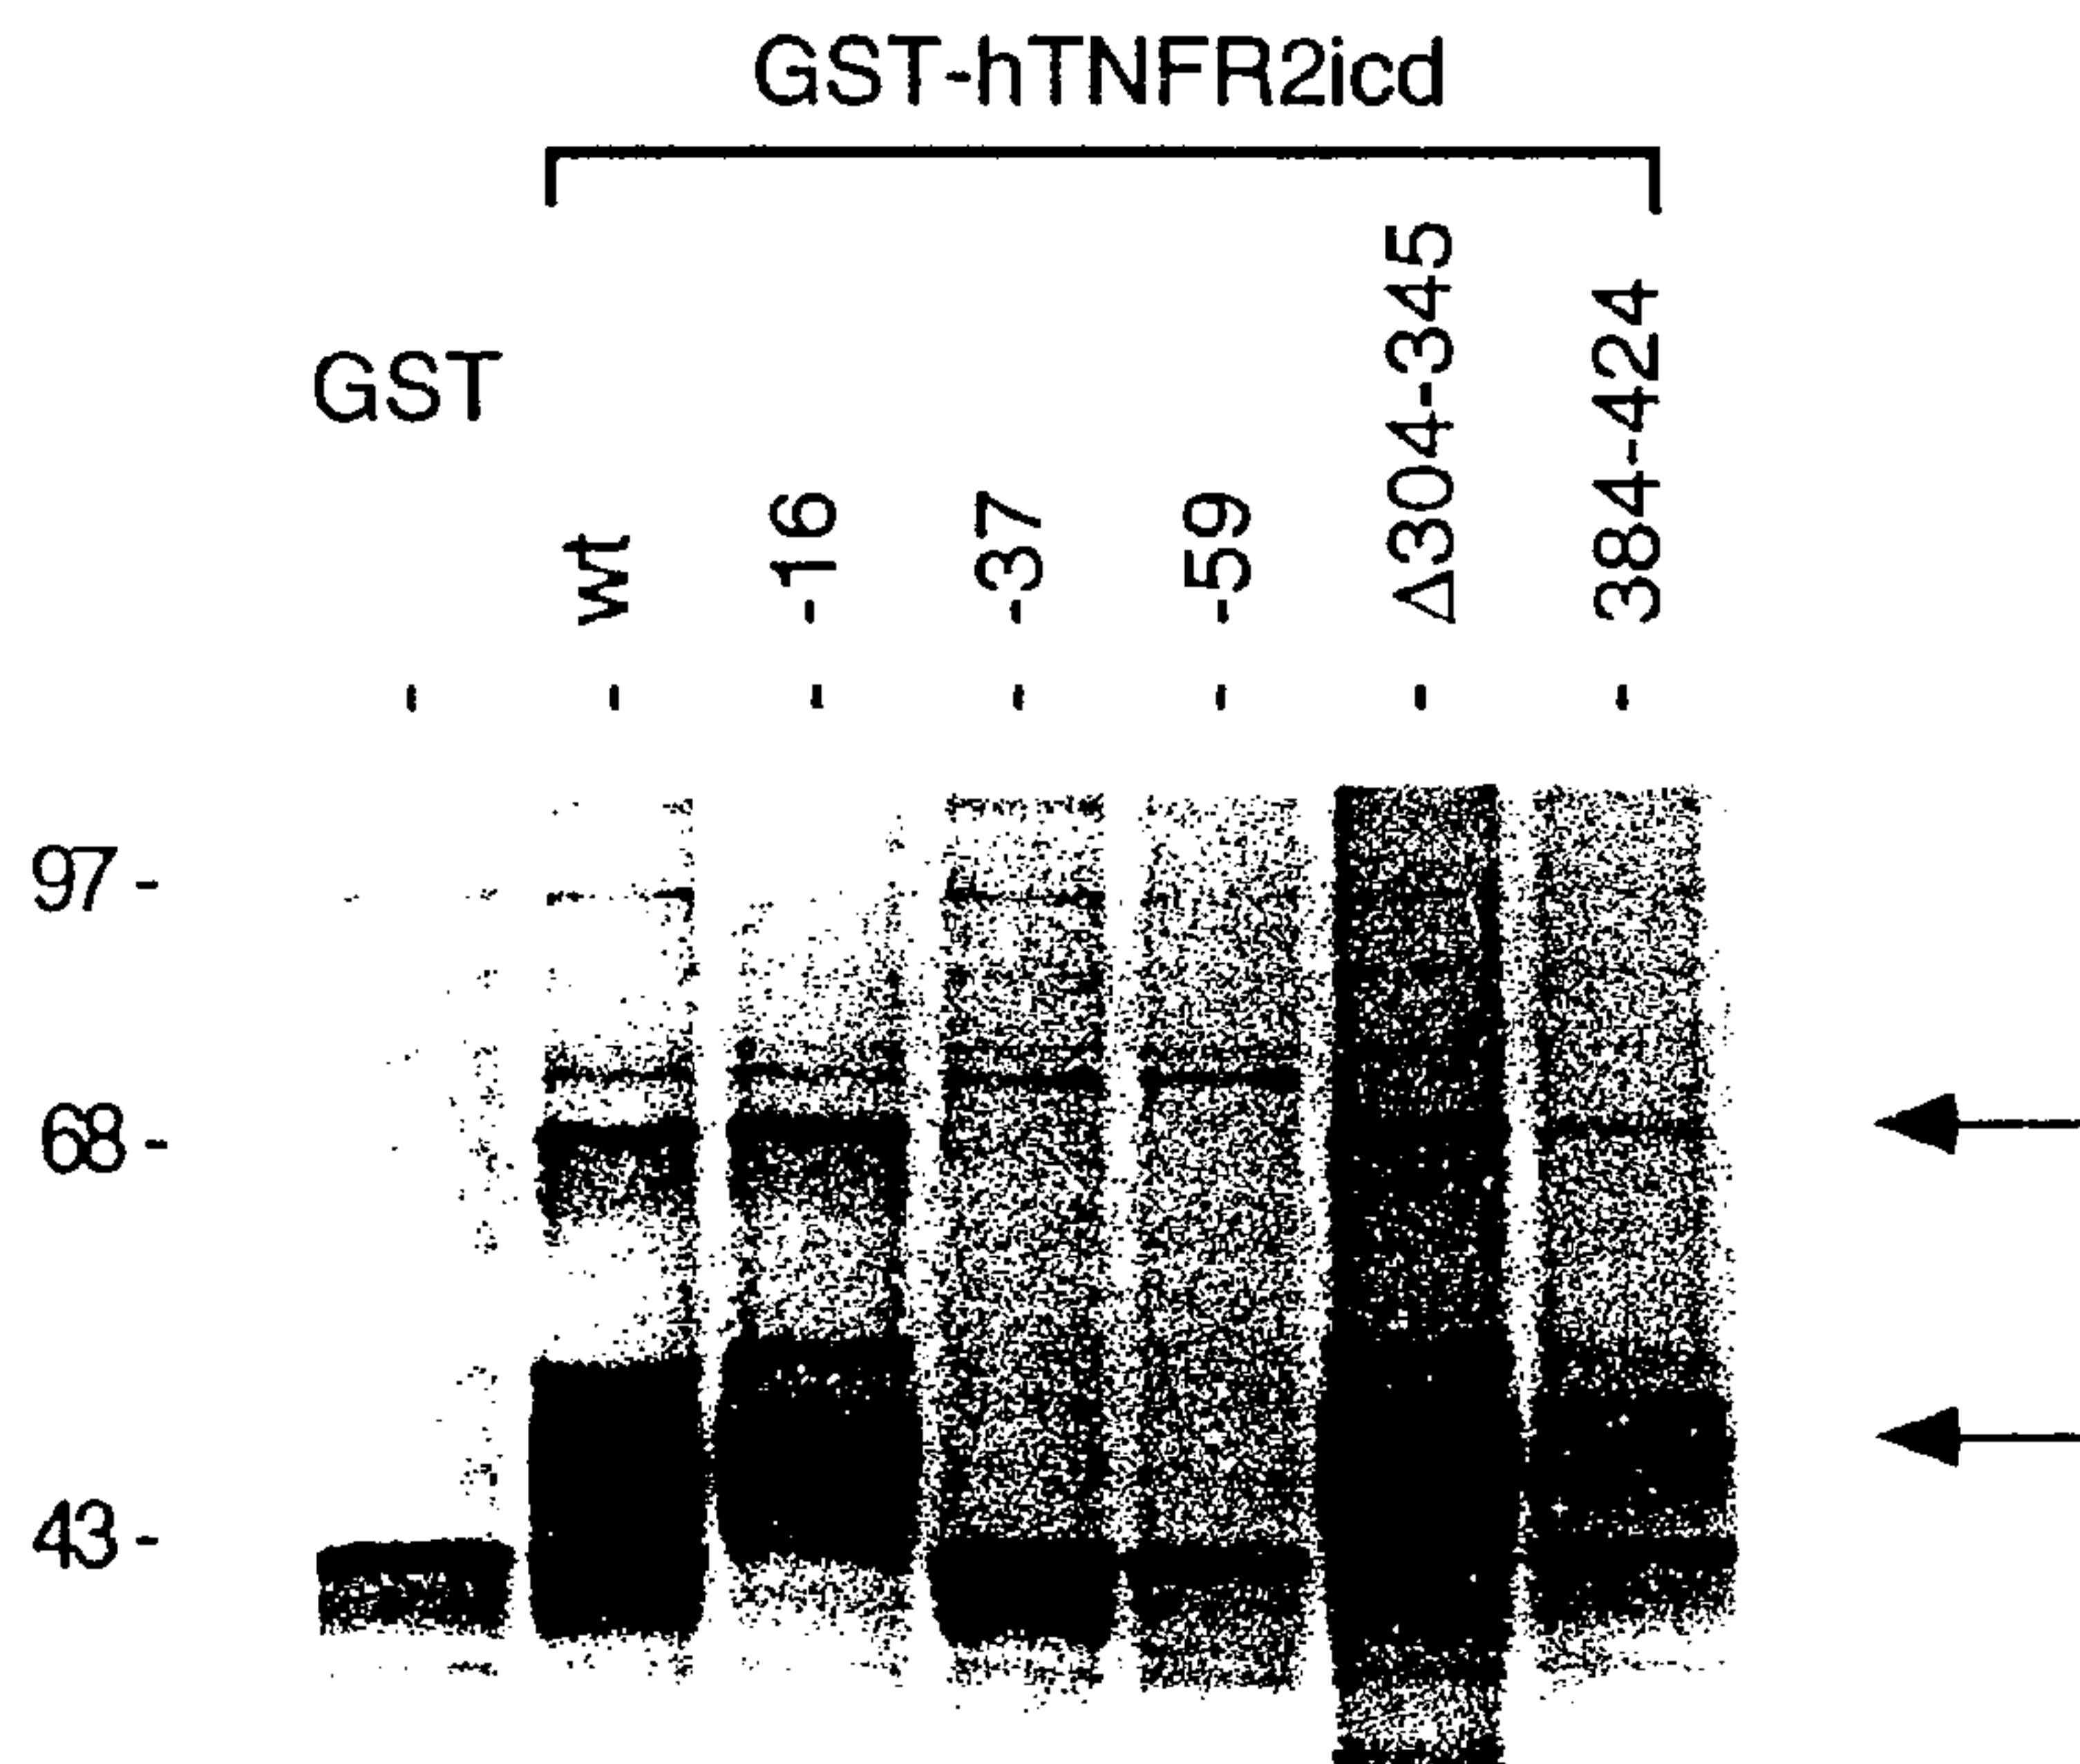 GST-hTNFR2icd
GST
wt
-16
-37
-59
Δ304-345
384-424
97 -
68 -
43 -